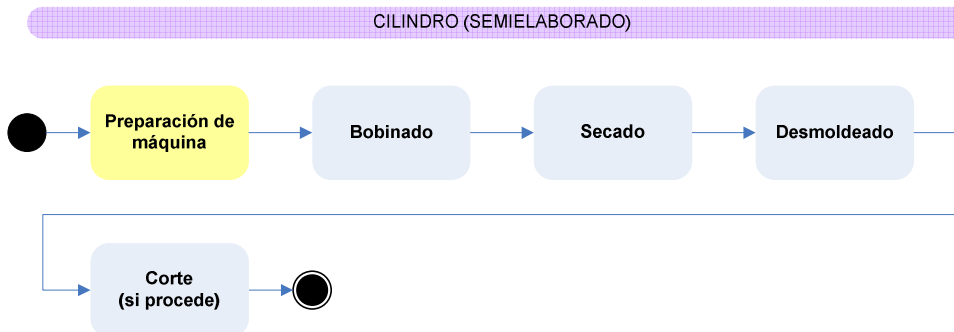 CILINDRO (SEMIELABORADO)
Preparación de
máquina
Bobinado
Secado
Desmoldeado
Corte
(si procede)